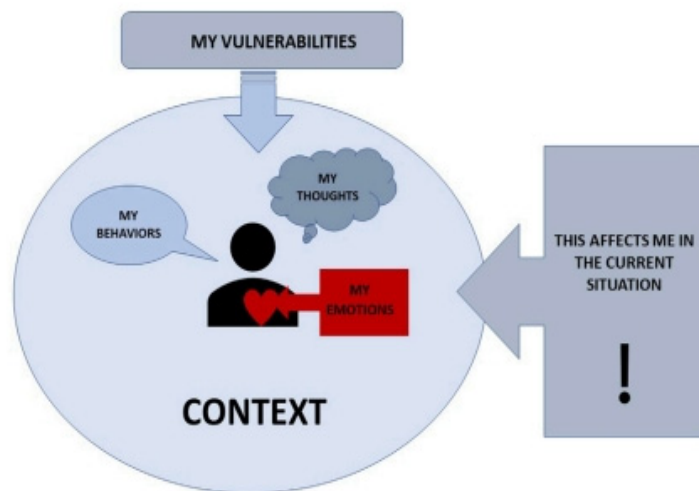 MY VULNERABILITIES
MY
THOUGHTS
MY
BEHAVIORS
MY
EMOTIONS
CONTEXT
THIS AFFECTS ME IN
THE CURRENT
SITUATION
!